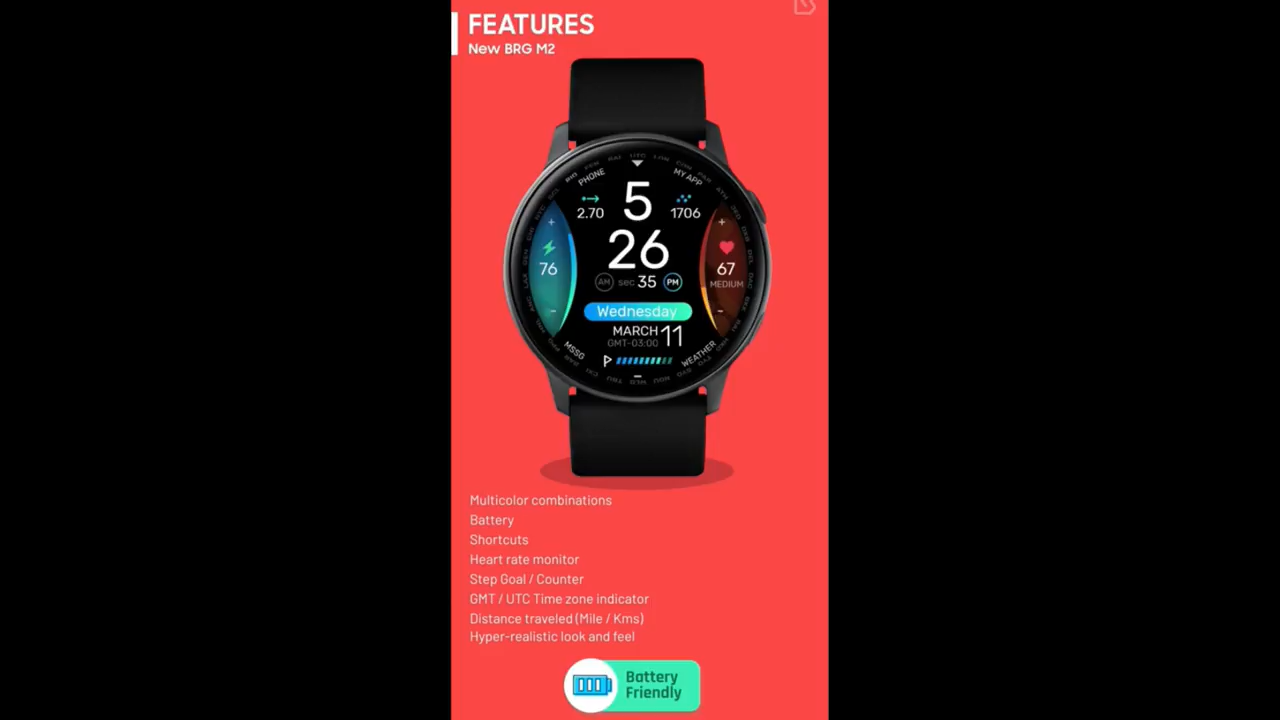 FEATURES
New BRG M2
UTC
PHONE
MY APP
5
2.70
1706
26
76
67
MEDIUM
AM sec 35 PM
Wednesday
MARCH 11
GMT-03:00
MSSG
WEATHER
Multicolor combinations
Battery
Shortcuts
Heart rate monitor
Step Goal / Counter
GMT / UTC Time zone indicator
Distance traveled (Mile / Kms)
Hyper-realistic look and feel
Battery
Friendly